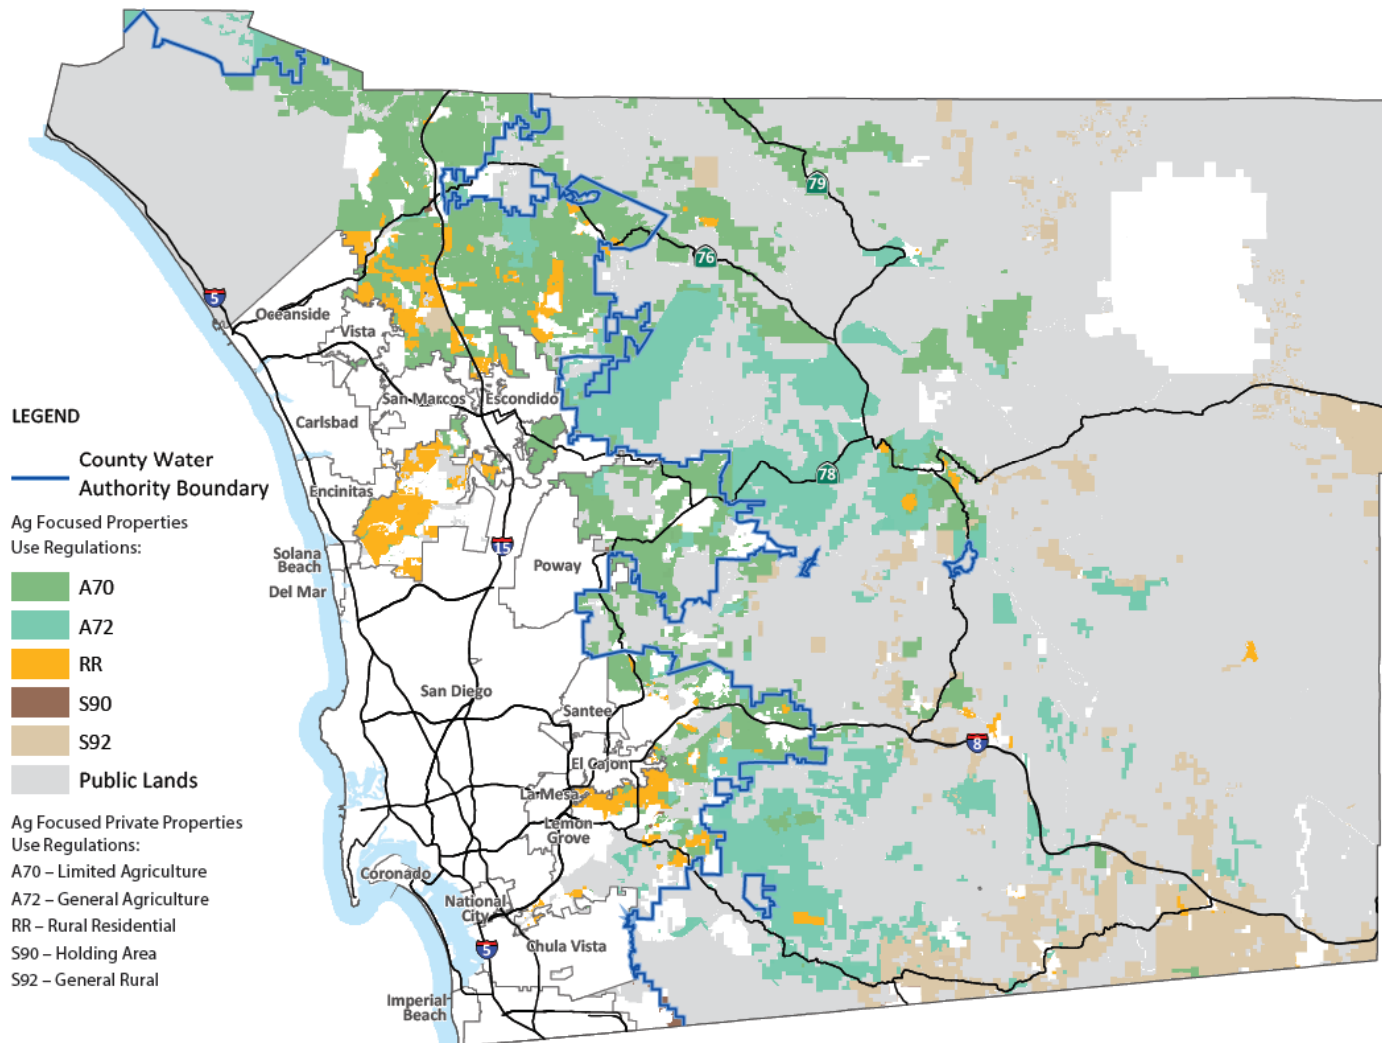 79
76
5
Oceanside
Vista
San Marcos
Escondido
Carlsbad
LEGEND
County Water
Authority Boundary
78
Encinitas
Ag Focused Properties
Use Regulations:
15
Solana
Beach
Poway
Del Mar
A70
A72
RR
San Diego
S90
Santee
S92
8
El Cajon
Public Lands
La Mesa
Lemon
Grove
Ag Focused Private Properties
Use Regulations:
A70 – Limited Agriculture
Coronado
A72 – General Agriculture
National
City
RR – Rural Residential
5
Chula Vista
S90 – Holding Area
S92 – General Rural
Imperial
Beach